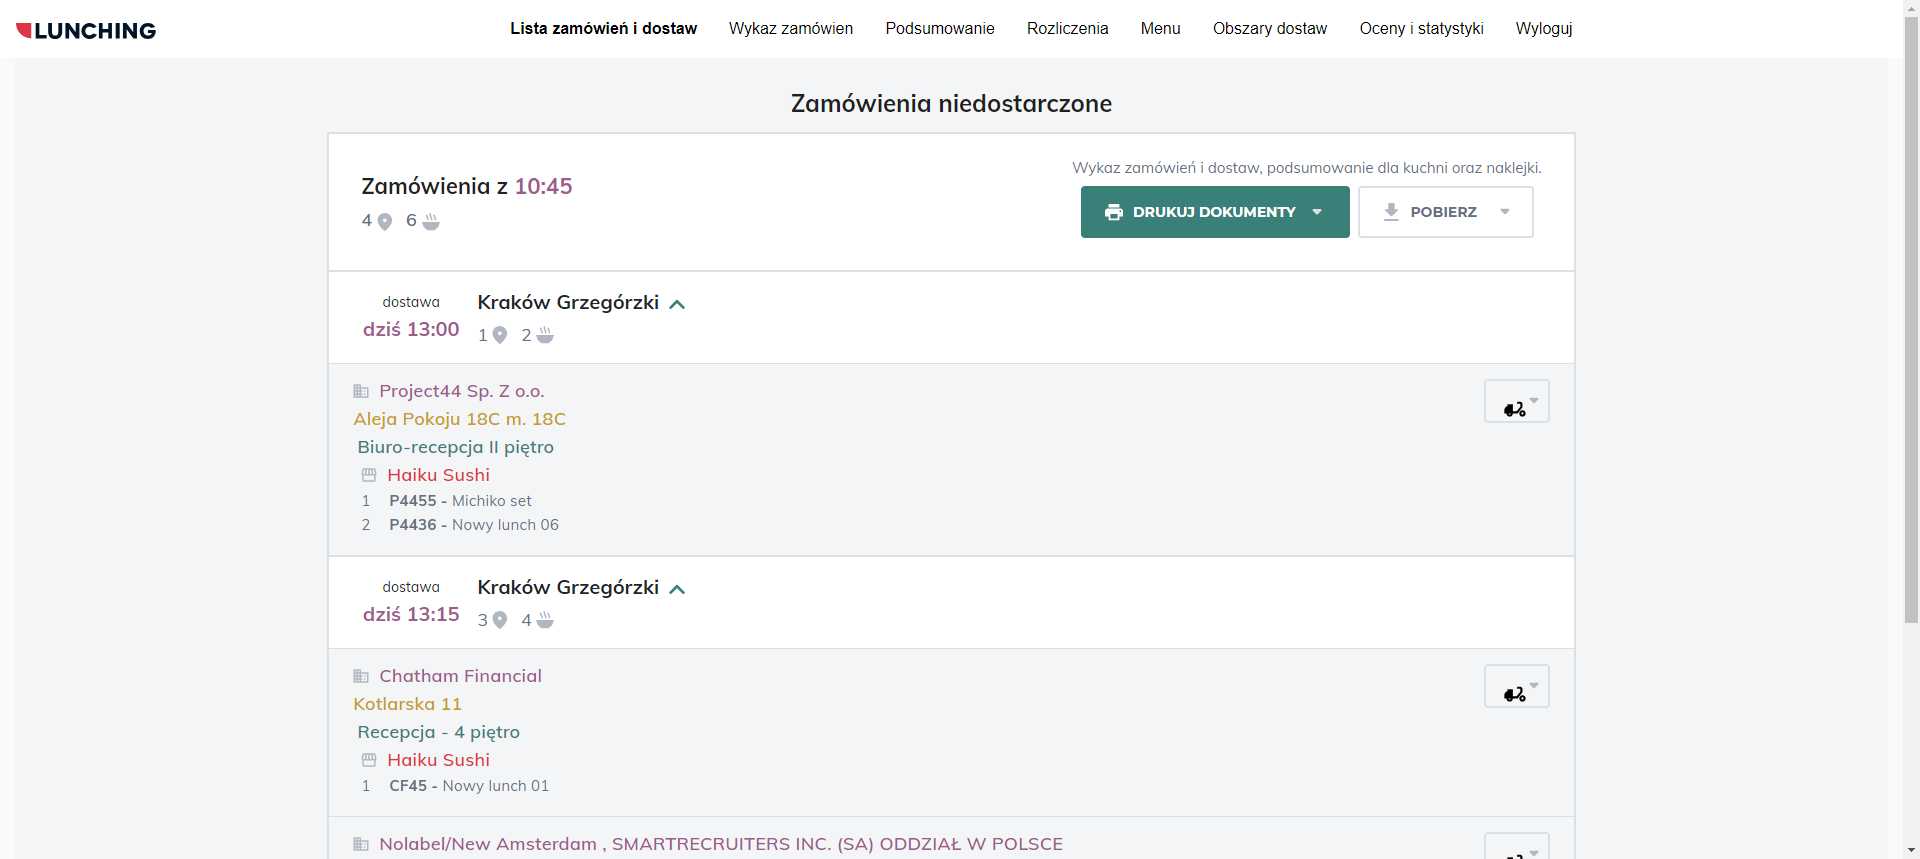 LUNCHING
Lista zamówień i dostaw Wykaz zamówien Podsumowanie Rozliczenia Menu Obszary dostaw Oceny i statystyki Wyloguj
Zamówienia niedostarczone
Wykaz zamówień i dostaw, podsumowanie dla kuchni oraz naklejki.
Zamówienia z 10:45
4 6
DRUKUJ DOKUMENTY POBIERZ
dostawa Kraków Grzegórzki
dziś 13:00 1 2
Project44 Sp. Z o.o.
Aleja Pokoju 18C m. 18C
Biuro-recepcja II piętro
Haiku Sushi
1 P4455 - Michiko set
2 P4436 - Nowy lunch 06
dostawa Kraków Grzegórzki
dziś 13:15 3 4
Chatham Financial
Kotlarska 11
Recepcja - 4 piętro
Haiku Sushi
1 CF45 - Nowy lunch 01
Nolabel/New Amsterdam , SMARTRECRUITERS INC. (SA) ODDZIAŁ W POLSCE